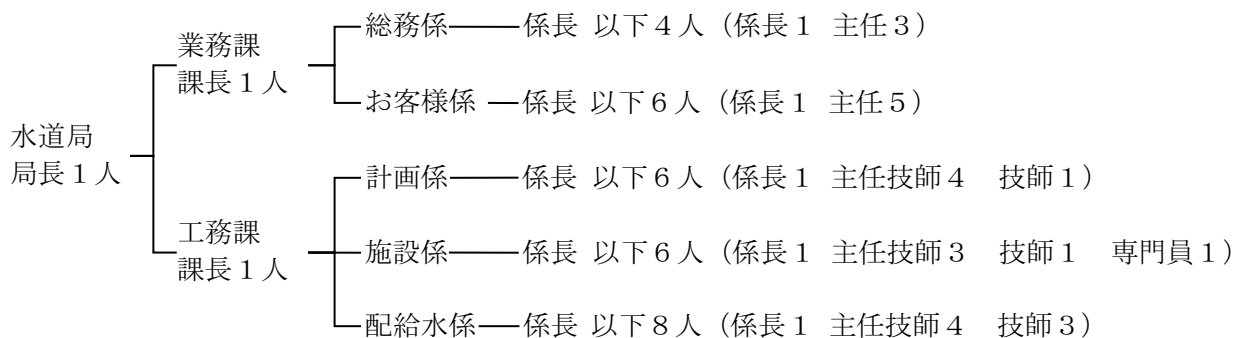 水道局
局長１人
業務課
課長１人
総務係 係長 以下４人（係長１ 主任３）
お客様係 係長 以下６人（係長１ 主任５）
工務課
課長１人
計画係 係長 以下６人（係長１ 主任技師４ 技師１）
施設係 係長 以下６人（係長１ 主任技師３ 技師１ 専門員１）
配給水係 係長 以下８人（係長１ 主任技師４ 技師３）